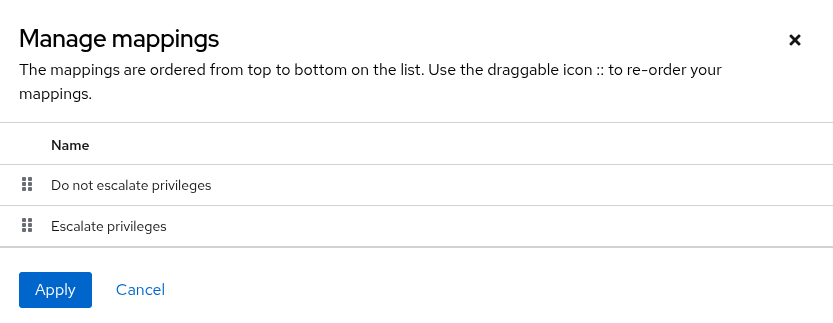 Manage mappings
The mappings are ordered from top to bottom on the list. Use the draggable icon :: to re-order your
mappings.
Name
Do not escalate privileges
Escalate privileges
Apply Cancel